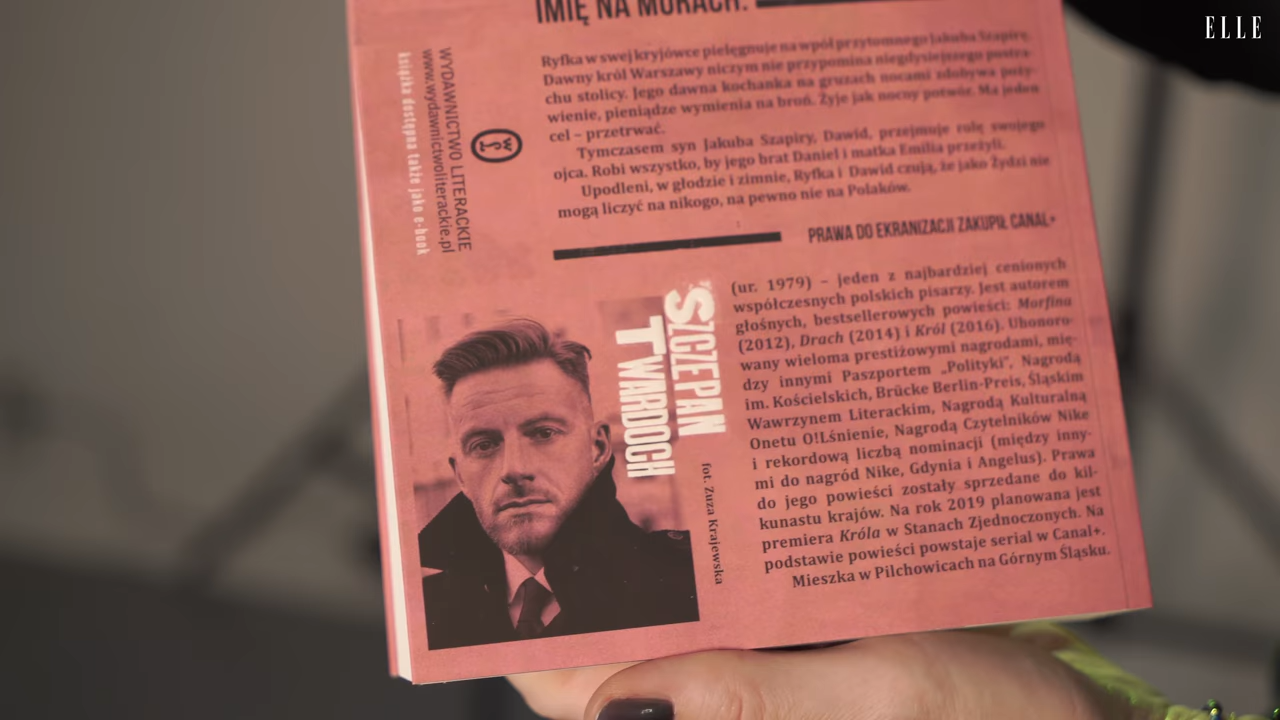 ELLE
IMIĘ NA MURACH.
Ryfka w swej kryjówce pielęgnuje na wpół przytomnego Jakuba Szapirę.
Dawny król Warszawy niczym nie przypomina niegdysiejszego postra-
chu stolicy. Jego dawna kochanka na gruzach nocami zdobywa poży-
wienie, pieniądze wymienia na broń. Żyje jak nocny potwór. Ma jeden
cel – przetrwać.
Tymczasem syn Jakuba Szapiry, Dawid, przejmuje rolę swojego
ojca. Robi wszystko, by jego brat Daniel i matka Emilia przeżyli.
Upodleni, w głodzie i zimnie, Ryfka i Dawid czują, że jako Żydzi nie
mogą liczyć na nikogo, na pewno nie na Polaków.
WYDAWNICTWO LITERACKIE
www.wydawnictwoliterackie.pl
książka dostępna także jako e-book
PRAWA DO EKRANIZACJI ZAKUPIŁ CANAL+
SZCZEPAN
TWARDOCH
fot. Zuza Krajewska
(ur. 1979) – jeden z najbardziej cenionych
współczesnych polskich pisarzy. Jest autorem
głośnych, bestsellerowych powieści: Morfina
(2012), Drach (2014) i Król (2016). Uhonoro-
wany wieloma prestiżowymi nagrodami, mię-
dzy innymi Paszportem „Polityki”, Nagrodą
im. Kościelskich, Brücke Berlin-Preis, Śląskim
Wawrzynem Literackim, Nagrodą Kulturalną
Onetu O!Lśnienie, Nagrodą Czytelników Nike
i rekordową liczbą nominacji (między inny-
mi do nagród Nike, Gdynia i Angelus). Prawa
do jego powieści zostały sprzedane do kil-
kunastu krajów. Na rok 2019 planowana jest
premiera Króla w Stanach Zjednoczonych. Na
podstawie powieści powstaje serial w Canal+.
Mieszka w Pilchowicach na Górnym Śląsku.